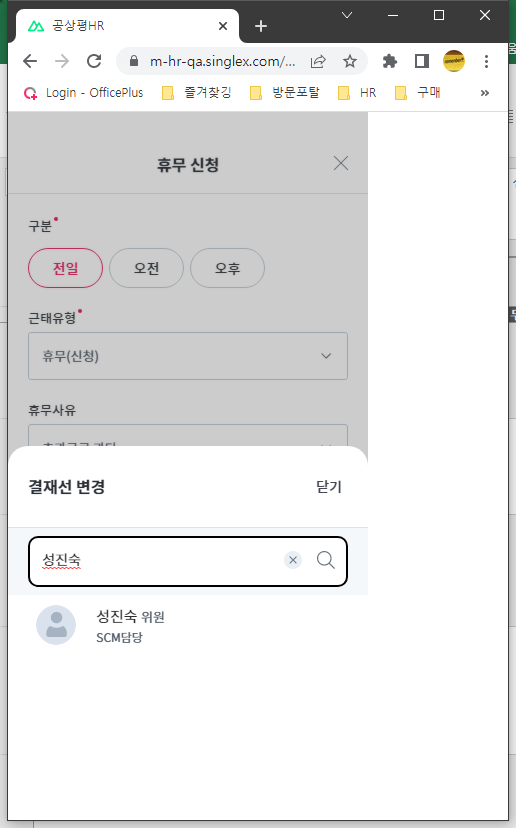 공상평HR
m-hr-qa.singlex.com/...
Login - OfficePlus
즐겨찾깅
방문포탈
HR
구매
»
휴무 신청
구분
전일
오전
오후
근태유형
휴무(신청)
휴무사유
결재선 변경
닫기
성진숙
성진숙 위원
SCM담당